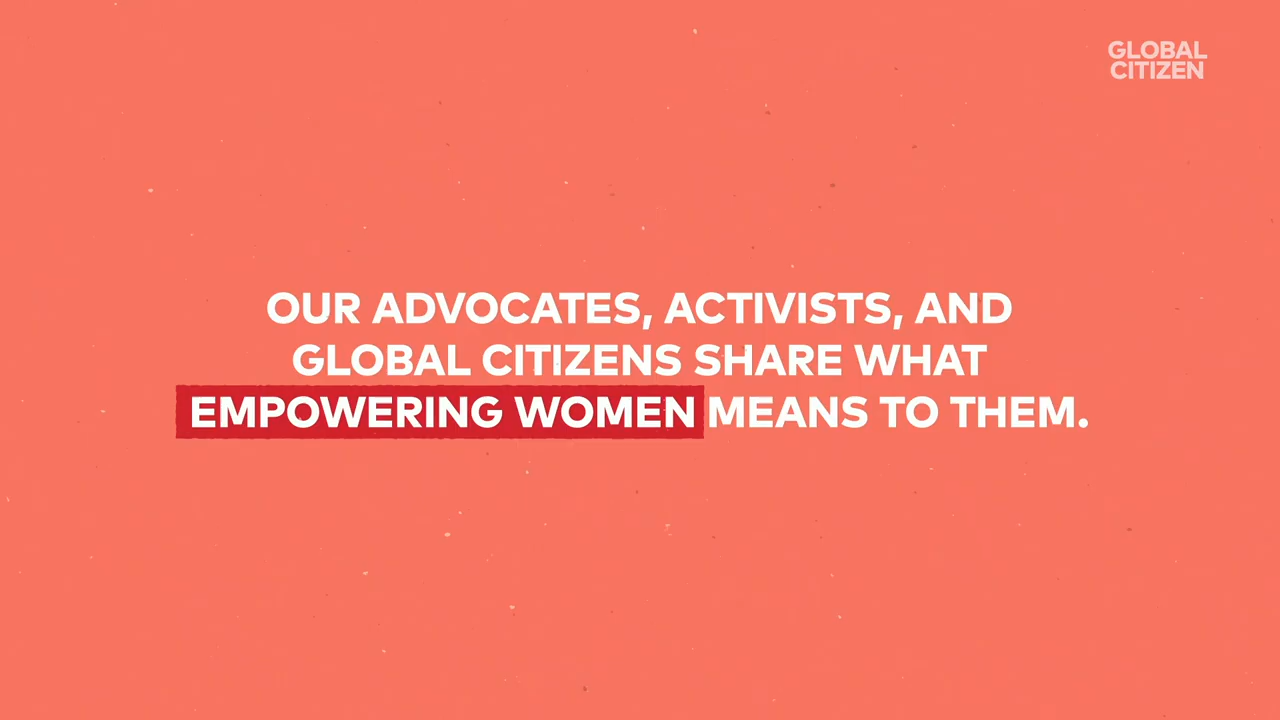 GLOBAL
CITIZEN
OUR ADVOCATES, ACTIVISTS, AND
GLOBAL CITIZENS SHARE WHAT
EMPOWERING WOMEN MEANS TO THEM.